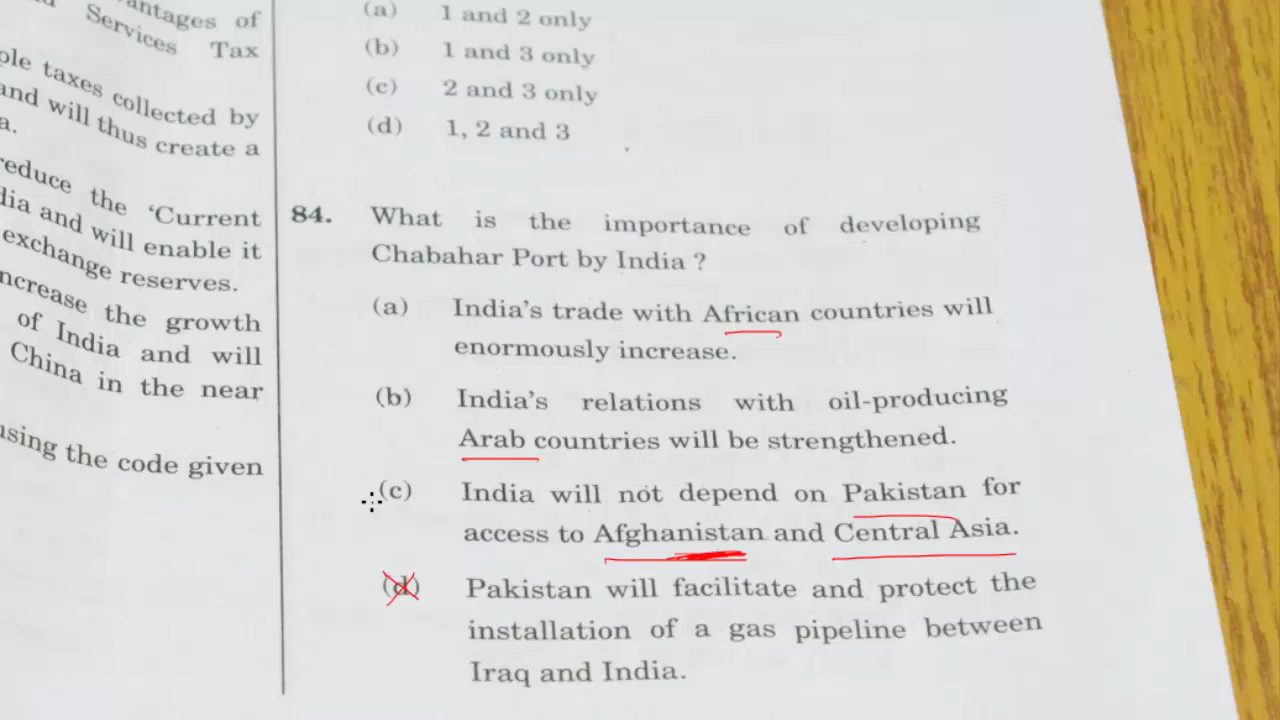 antages of
Services Tax
ple taxes collected by
and will thus create a
a.
reduce the ‘Current
dia and will enable it
exchange reserves.
ncrease the growth
of India and will
China in the near
using the code given
(a) 1 and 2 only
(b) 1 and 3 only
(c) 2 and 3 only
(d) 1, 2 and 3
84. What is the importance of developing
Chabahar Port by India ?
(a) India’s trade with African countries will
enormously increase.
(b) India’s relations with oil-producing
Arab countries will be strengthened.
(c) India will not depend on Pakistan for
access to Afghanistan and Central Asia.
(d) Pakistan will facilitate and protect the
installation of a gas pipeline between
Iraq and India.